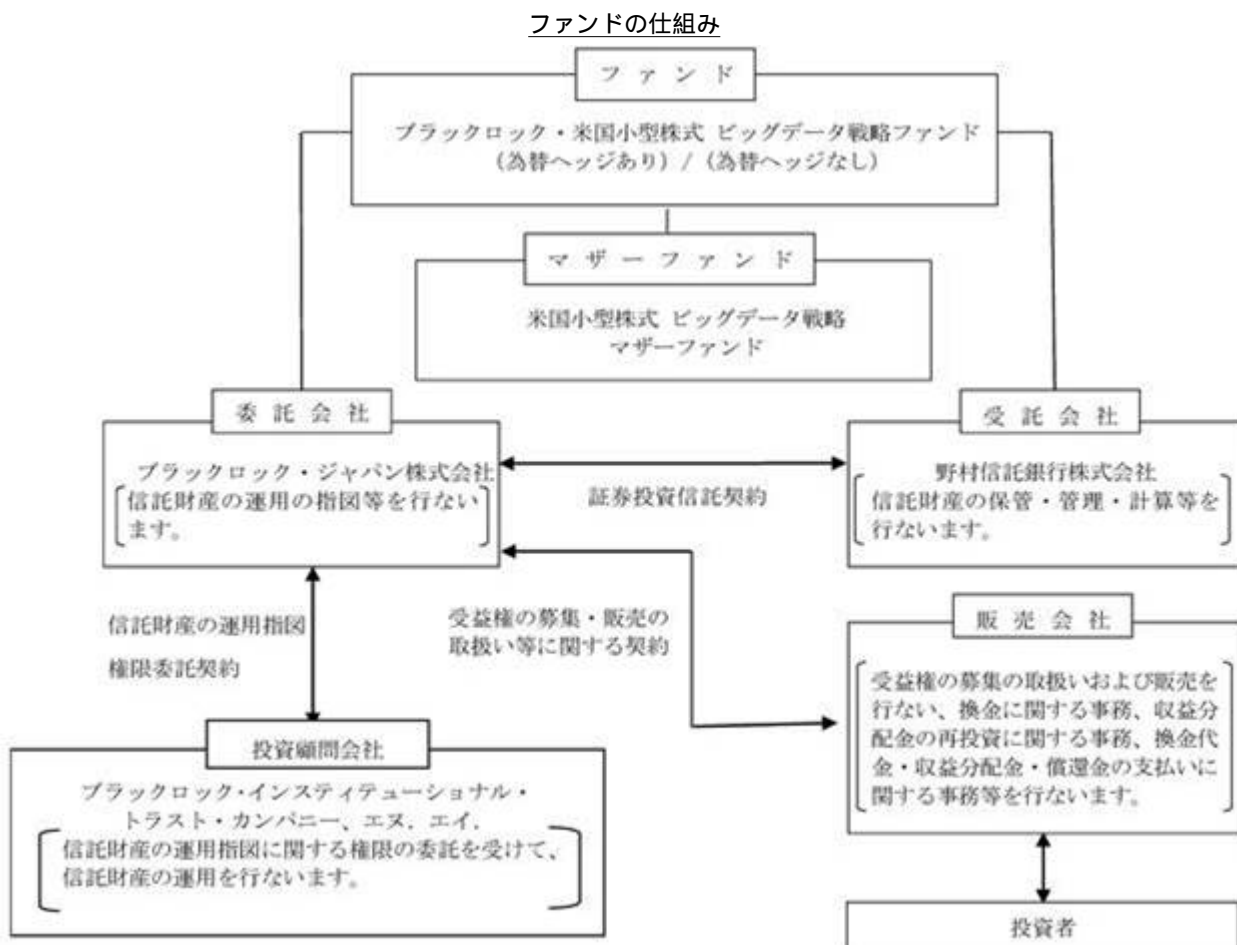 ファンドの仕組み
ファンド
ブラックロック・米国小型株式 ビッグデータ戦略ファンド
(為替ヘッジあり) / (為替ヘッジなし)
マザーファンド
米国小型株式 ビッグデータ戦略
マザーファンド
委託会社
ブラックロック・ジャパン株式会社
信託財産の運用の指図等を行ない
ます。
証券投資信託契約
受託会社
野村信託銀行株式会社
信託財産の保管・管理・計算等を
行ないます。
信託財産の運用指図
権限委託契約
受益権の募集・販売の
取扱い等に関する契約
販売会社
受益権の募集の取扱いおよび販売を
行ない、換金に関する事務、収益分
配金の再投資に関する事務、換金代
金・収益分配金・償還金の支払いに
関する事務等を行ないます。
投資顧問会社
ブラックロック・インスティテューショナル・
トラスト・カンパニー、エヌ．エイ．
信託財産の運用指図に関する権限の委託を受けて、
信託財産の運用を行ないます。
投資者